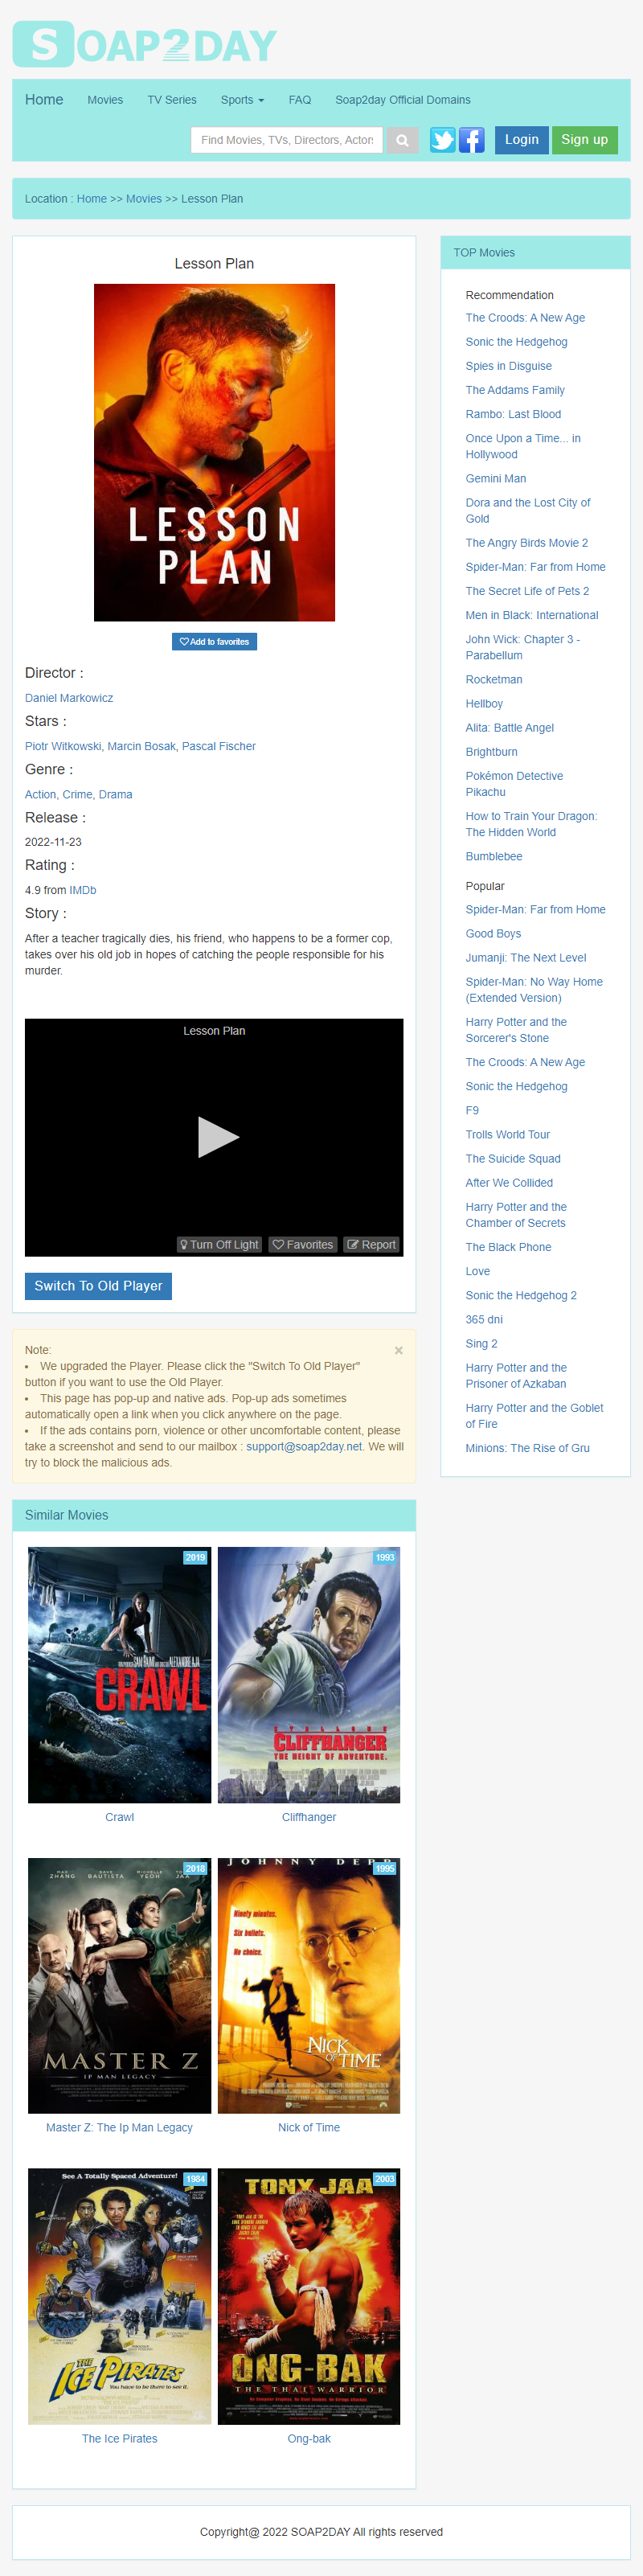 SOAP2DAY
Home Movies TV Series Sports FAQ Soap2day Official Domains
Find Movies, TVs, Directors, Actors
Login Sign up
Location : Home >> Movies >> Lesson Plan
Lesson Plan
LESSON
PLAN
Add to favorites
Director :
Daniel Markowicz
Stars :
Piotr Witkowski, Marcin Bosak, Pascal Fischer
Genre :
Action, Crime, Drama
Release :
2022-11-23
Rating :
4.9 from IMDb
Story :
After a teacher tragically dies, his friend, who happens to be a former cop,
takes over his old job in hopes of catching the people responsible for his
murder.
Lesson Plan
Turn Off Light Favorites Report
Switch To Old Player
Note: ×
• We upgraded the Player. Please click the "Switch To Old Player"
button if you want to use the Old Player.
• This page has pop-up and native ads. Pop-up ads sometimes
automatically open a link when you click anywhere on the page.
• If the ads contains porn, violence or other uncomfortable content, please
take a screenshot and send to our mailbox : support@soap2day.net. We will
try to block the malicious ads.
Similar Movies
2019
CRAWL
Crawl
1993
STALLONE
CLIFFHANGER
THE HEIGHT OF ADVENTURE.
Cliffhanger
2018
ZHANG BAUTISTA YEOH JAA
MASTER Z
IP MAN LEGACY
Master Z: The Ip Man Legacy
JOHNNY DEPP
1995
Ninety minutes.
Six bullets.
No choice.
NICK
OF TIME
Nick of Time
See A Totally Spaced Adventure!
1984
THE
ICE PIRATES
You have to be there to see it.
The Ice Pirates
TONY JAA
2003
ONG-BAK
THE THAI WARRIOR
Ong-bak
TOP Movies
Recommendation
The Croods: A New Age
Sonic the Hedgehog
Spies in Disguise
The Addams Family
Rambo: Last Blood
Once Upon a Time... in
Hollywood
Gemini Man
Dora and the Lost City of
Gold
The Angry Birds Movie 2
Spider-Man: Far from Home
The Secret Life of Pets 2
Men in Black: International
John Wick: Chapter 3 -
Parabellum
Rocketman
Hellboy
Alita: Battle Angel
Brightburn
Pokémon Detective
Pikachu
How to Train Your Dragon:
The Hidden World
Bumblebee
Popular
Spider-Man: Far from Home
Good Boys
Jumanji: The Next Level
Spider-Man: No Way Home
(Extended Version)
Harry Potter and the
Sorcerer's Stone
The Croods: A New Age
Sonic the Hedgehog
F9
Trolls World Tour
The Suicide Squad
After We Collided
Harry Potter and the
Chamber of Secrets
The Black Phone
Love
Sonic the Hedgehog 2
365 dni
Sing 2
Harry Potter and the
Prisoner of Azkaban
Harry Potter and the Goblet
of Fire
Minions: The Rise of Gru
Copyright@ 2022 SOAP2DAY All rights reserved